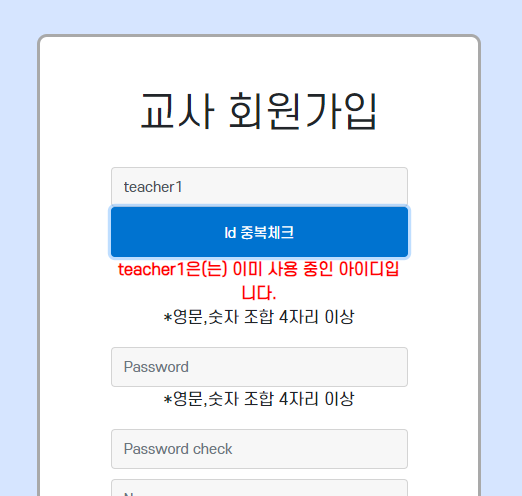 교사 회원가입
teacher1
Id 중복체크
teacher1은(는) 이미 사용 중인 아이디입
니다.
*영문,숫자 조합 4자리 이상
Password
*영문,숫자 조합 4자리 이상
Password check